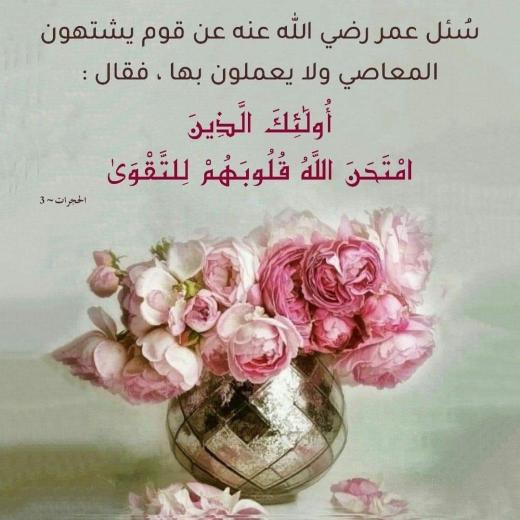 سُئل عمر رضي الله عنه عن قوم يشتهون
المعاصي ولا يعملون بها ، فقال :
أُولَٰئِكَ الَّذِينَ
امْتَحَنَ اللَّهُ قُلُوبَهُمْ لِلتَّقْوَىٰ
الحجرات ~ 3